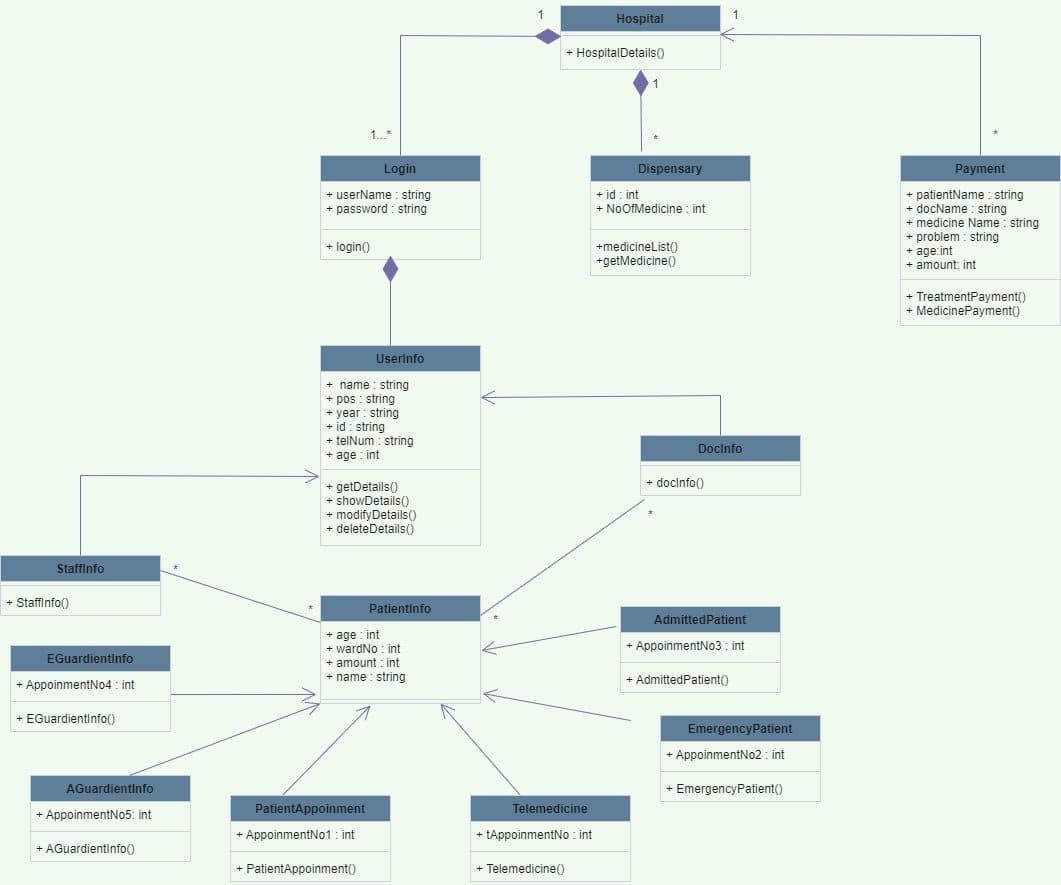 1
Hospital
1
+ HospitalDetails()
1
1...*
*
*
Login
+ userName : string
+ password : string
+ login()
Dispensary
+ id : int
+ NoOfMedicine : int
+medicineList()
+getMedicine()
Payment
+ patientName : string
+ docName : string
+ medicine Name : string
+ problem : string
+ age:int
+ amount: int
+ TreatmentPayment()
+ MedicinePayment()
UserInfo
+ name : string
+ pos : string
+ year : string
+ id : string
+ telNum : string
+ age : int
+ getDetails()
+ showDetails()
+ modifyDetails()
+ deleteDetails()
DocInfo
+ docInfo()
*
StaffInfo
+ StaffInfo()
*
*
PatientInfo
+ age : int
+ wardNo : int
+ amount : int
+ name : string
*
AdmittedPatient
+ AppoinmentNo3 : int
+ AdmittedPatient()
EGuardientInfo
+ AppoinmentNo4 : int
+ EGuardientInfo()
EmergencyPatient
+ AppoinmentNo2 : int
+ EmergencyPatient()
AGuardientInfo
+ AppoinmentNo5: int
+ AGuardientInfo()
PatientAppoinment
+ AppoinmentNo1 : int
+ PatientAppoinment()
Telemedicine
+ tAppoinmentNo : int
+ Telemedicine()